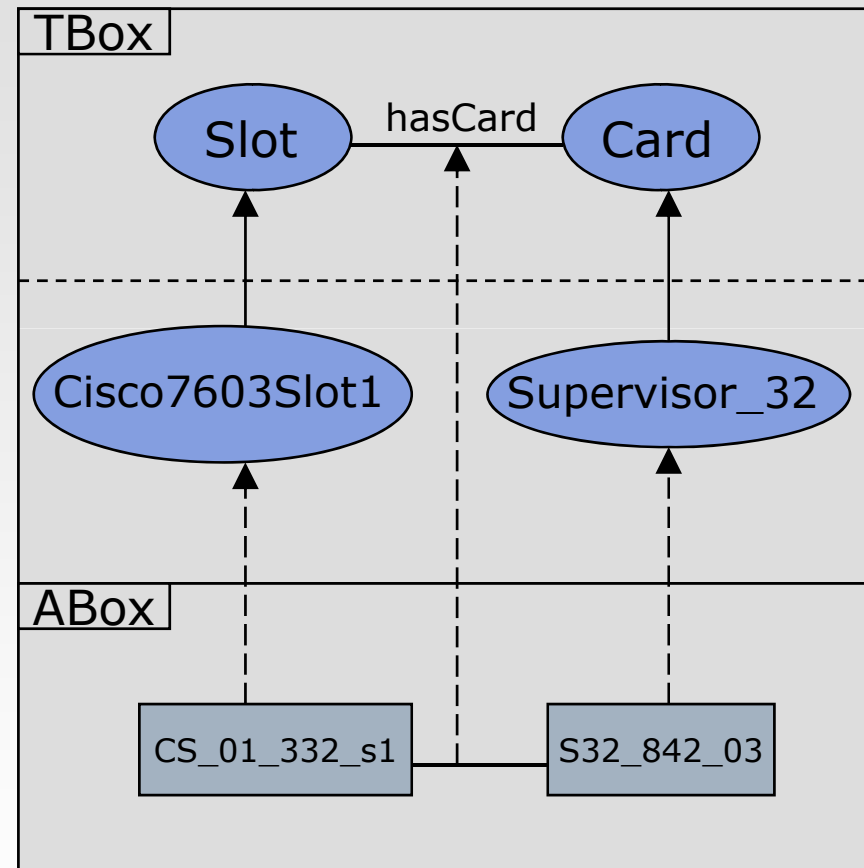 TBox
Slot
hasCard
Card
Cisco7603Slot1
Supervisor_32
ABox
CS_01_332_s1
S32_842_03